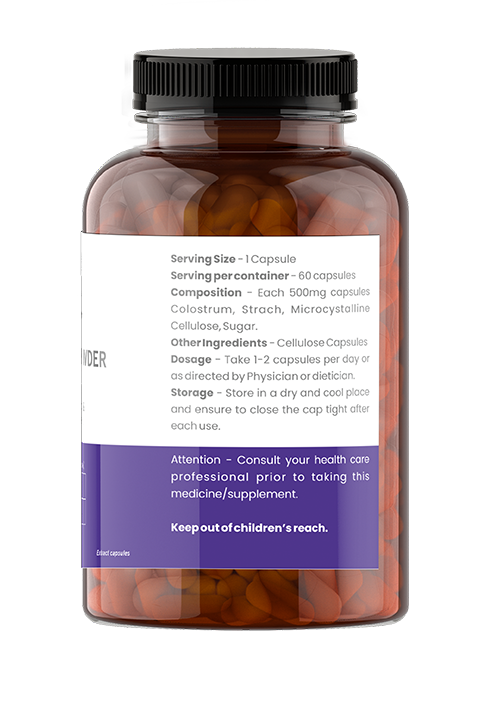 Serving Size - 1 Capsule
Serving per container - 60 capsules
Composition - Each 500mg capsules
Colostrum, Strach, Microcystalline
Cellulose, Sugar.
Other Ingredients - Cellulose Capsules
Dosage - Take 1-2 capsules per day or
as directed by Physician or dietician.
Storage - Store in a dry and cool place
and ensure to close the cap tight after
each use.
Attention - Consult your health care
professional prior to taking this
medicine/supplement.
Keep out of children's reach.
Extract capsules